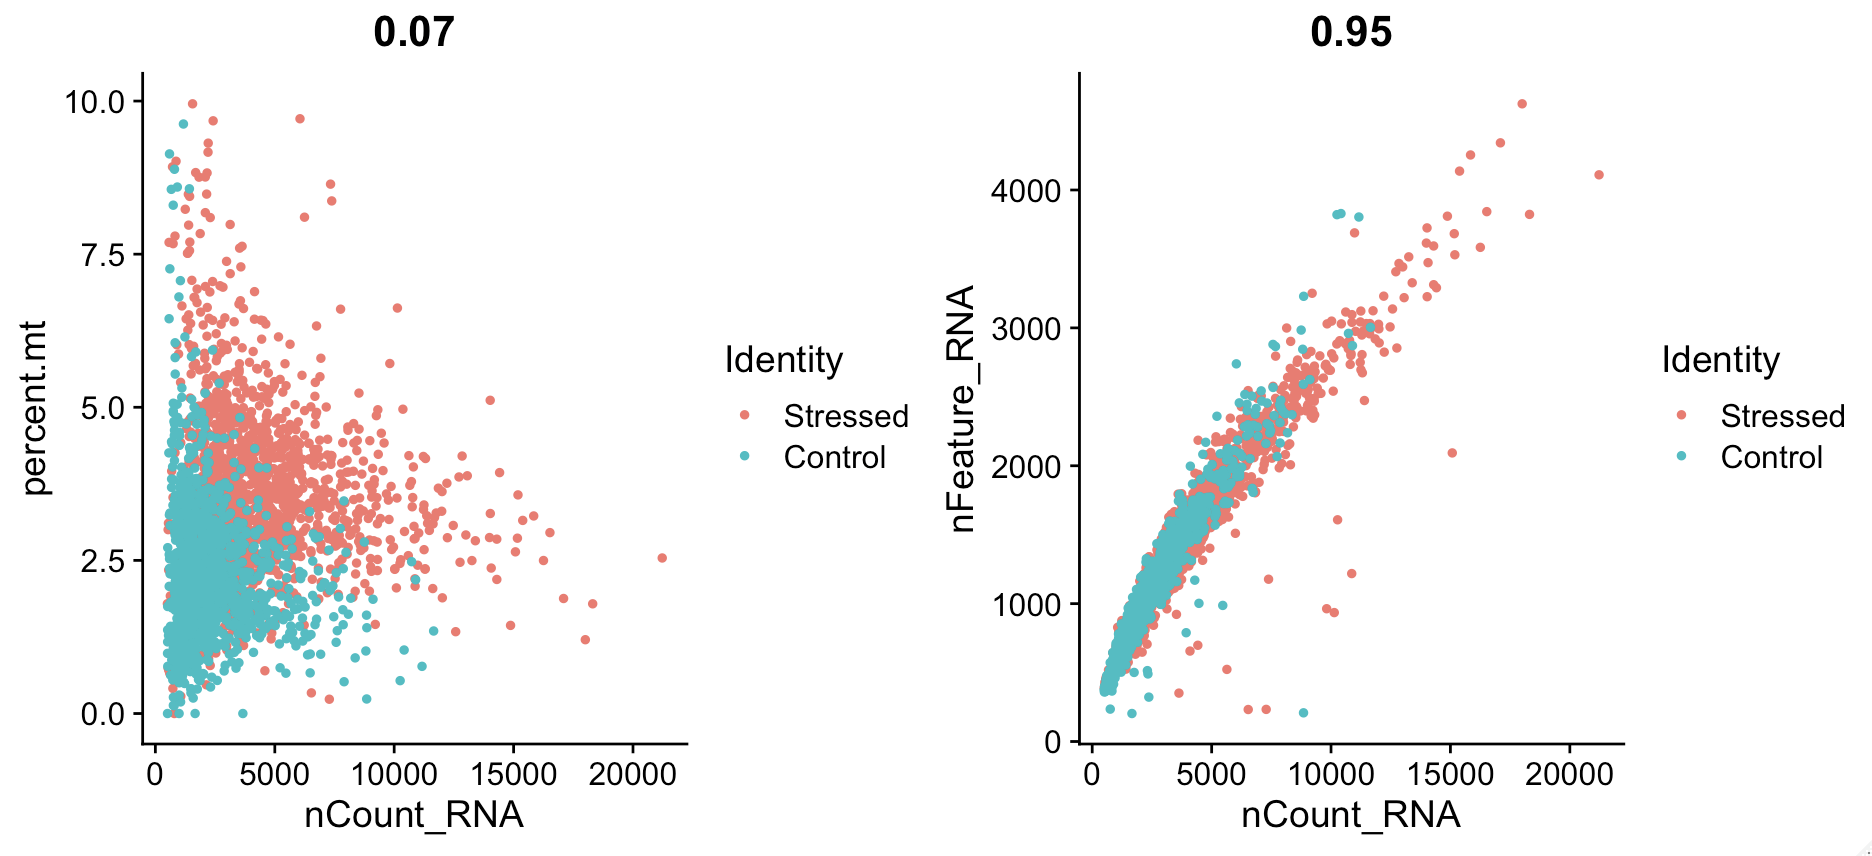 0.07
10.0
7.5
5.0
2.5
0.0
percent.mt
0 5000 10000 15000 20000
nCount_RNA
Identity
Stressed
Control
0.95
4000
3000
2000
1000
0
nFeature_RNA
0 5000 10000 15000 20000
nCount_RNA
Identity
Stressed
Control